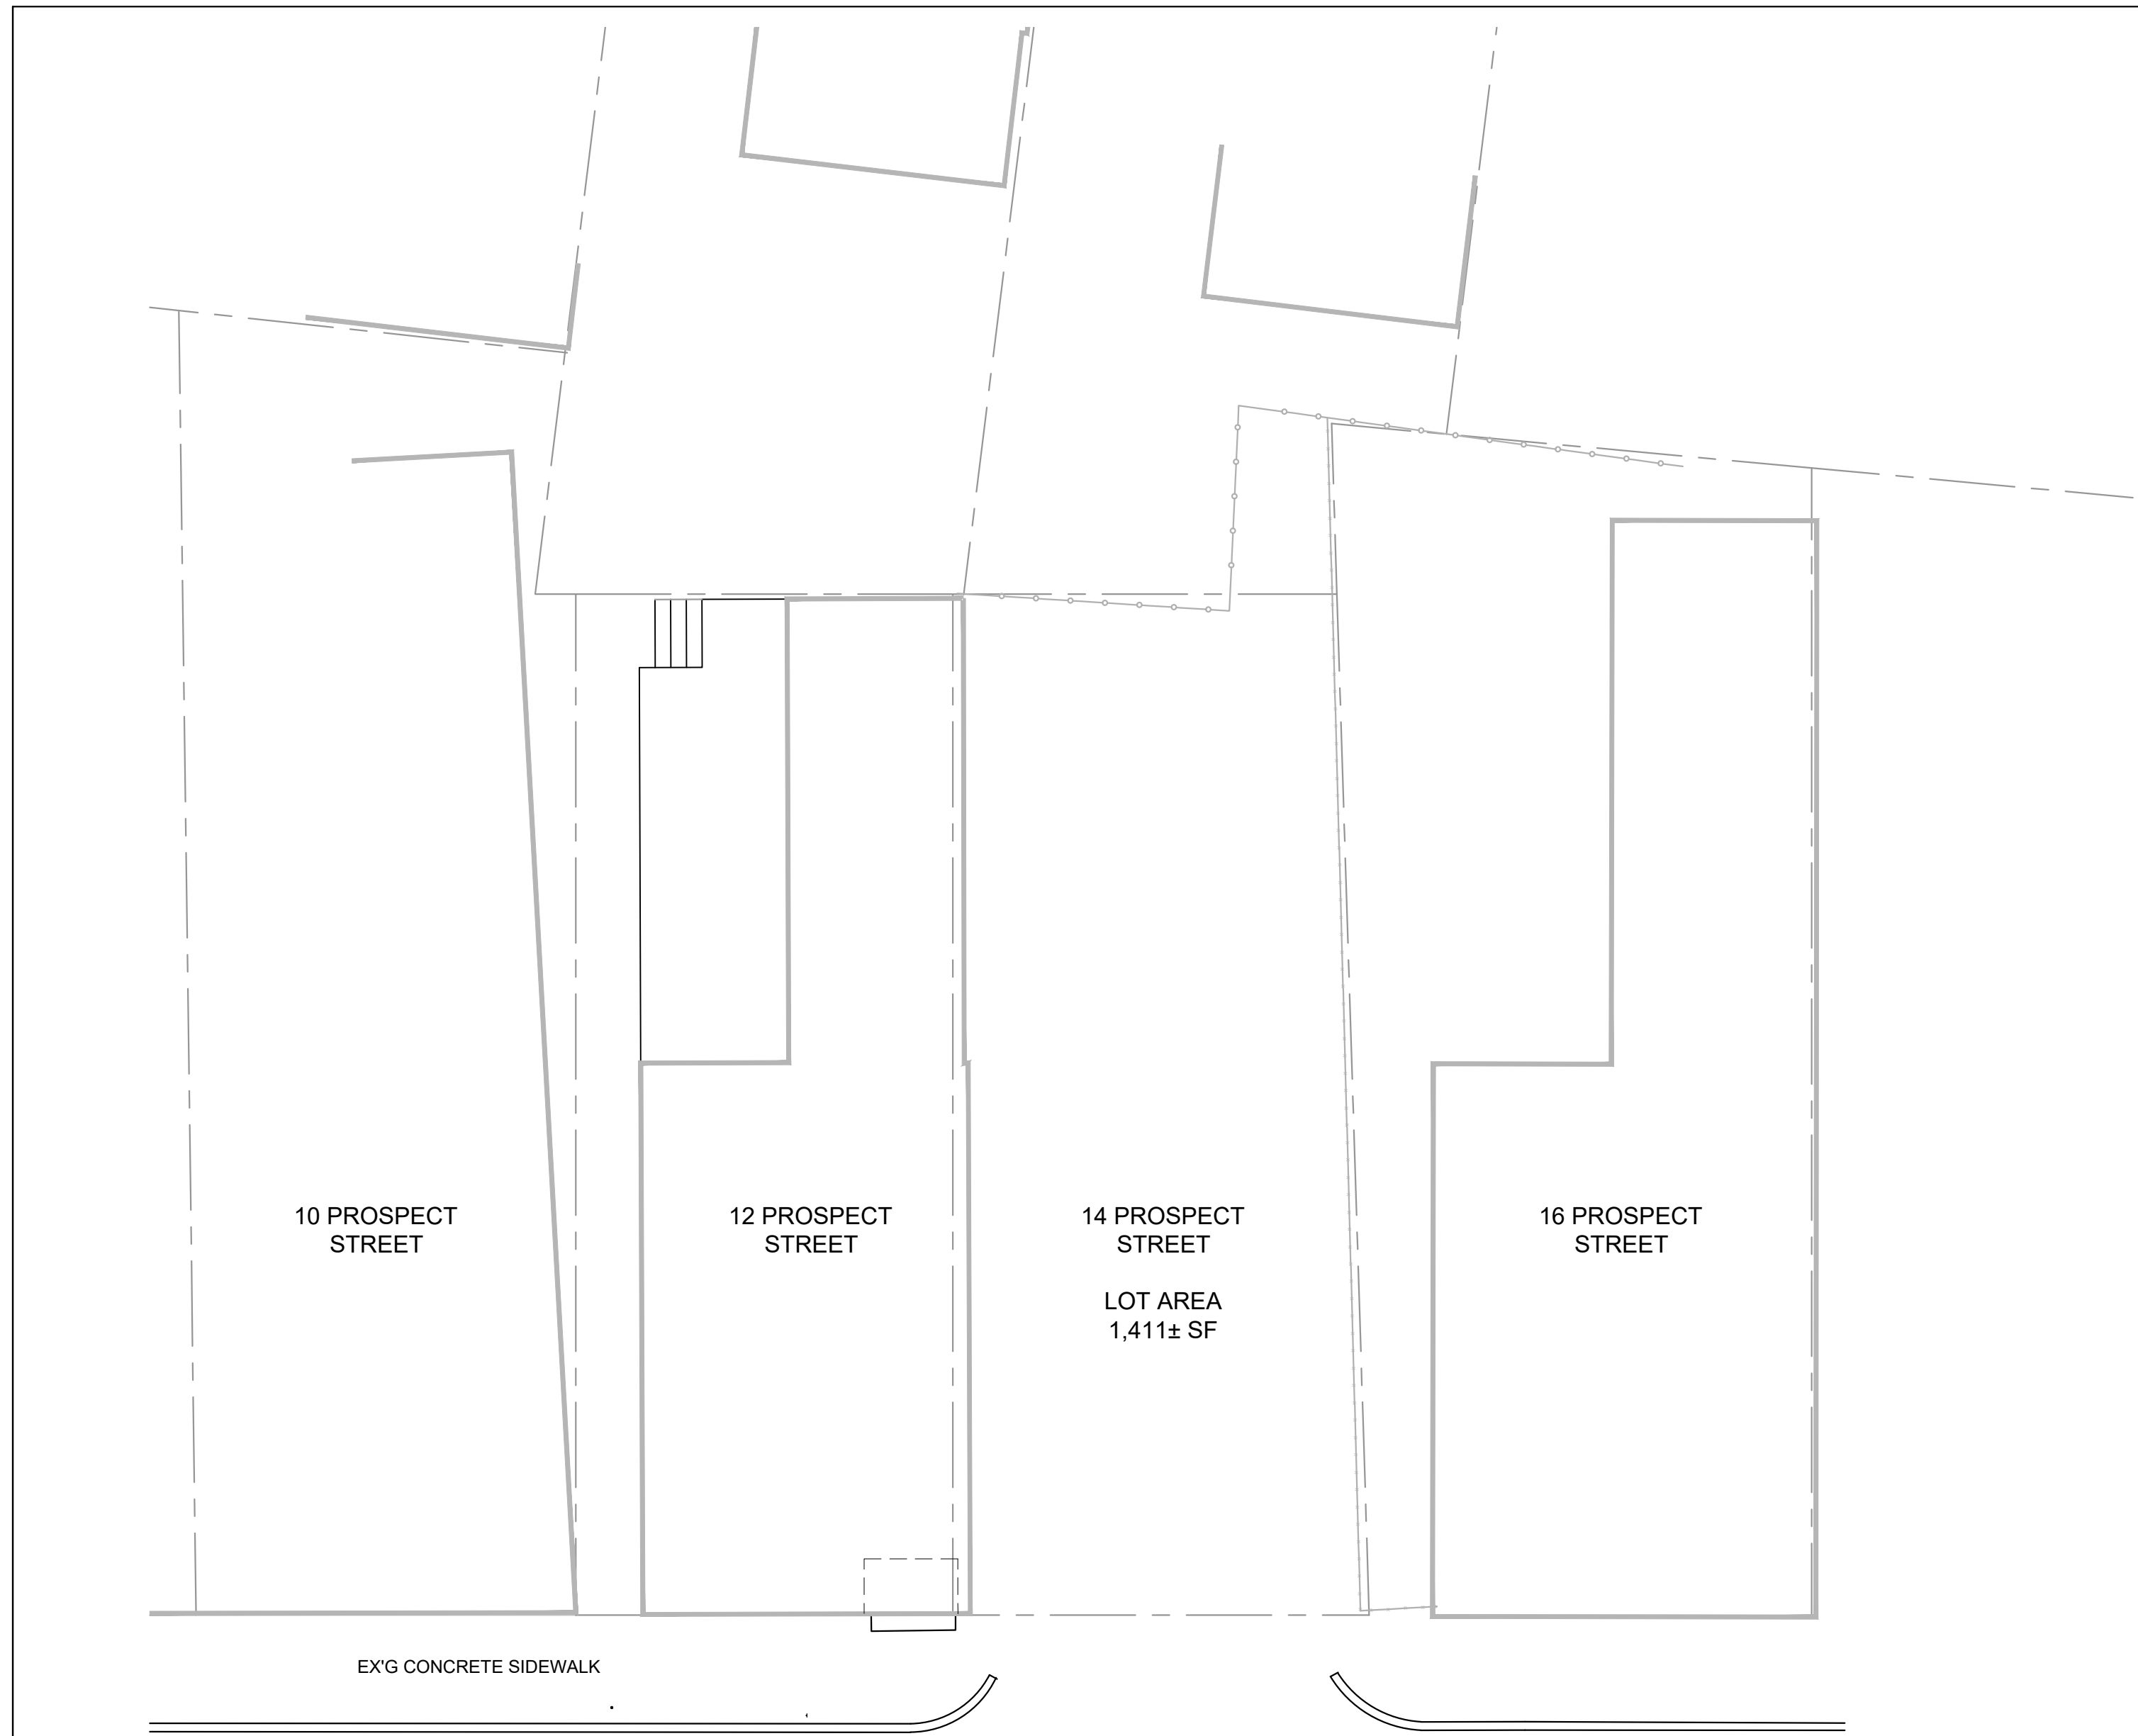 10 PROSPECT
STREET
12 PROSPECT
STREET
14 PROSPECT
STREET
LOT AREA
1,411± SF
16 PROSPECT
STREET
EX'G CONCRETE SIDEWALK